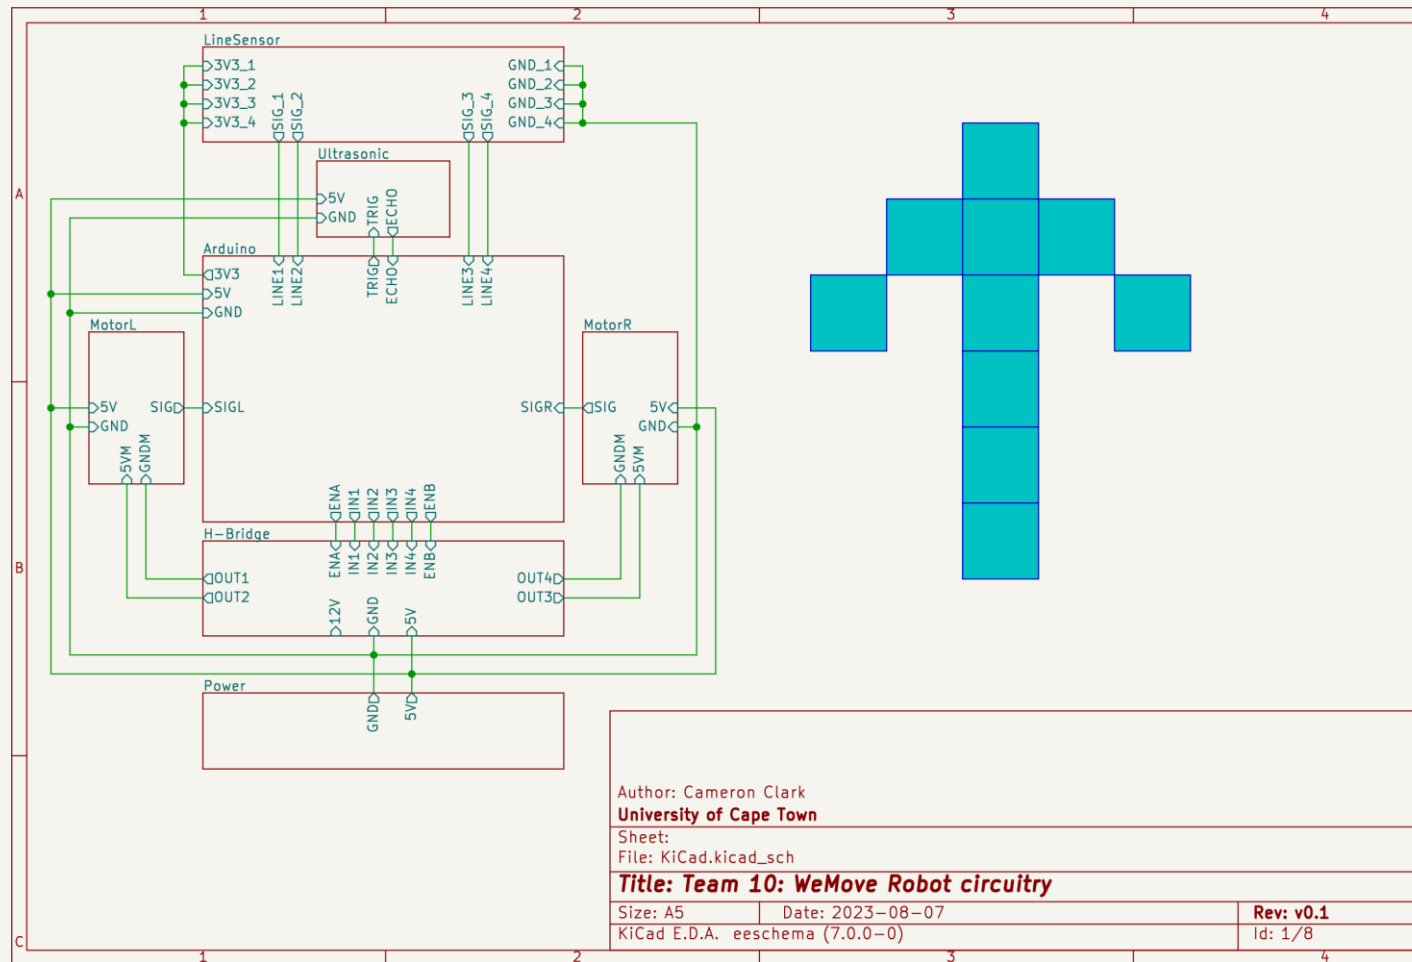 1 2 3 4
LineSensor
3V3_1
3V3_2
3V3_3
3V3_4
SIG_1
SIG_2
SIG_3
SIG_4
GND_1
GND_2
GND_3
GND_4
Ultrasonic
5V
GND
TRIG
ECHO
A
Arduino
3V3
5V
GND
LINE1
LINE2
TRIG
ECHO
LINE3
LINE4
SIGL
SIGR
ENA
IN1
IN2
IN3
IN4
ENB
MotorL
5V
GND
SIG
5VM
GNDM
MotorR
SIG
5V
GND
GNDM
5VM
B
H-Bridge
ENA
IN1
IN2
IN3
IN4
ENB
OUT1
OUT2
OUT4
OUT3
12V
GND
5V
Power
GND
5V
Author: Cameron Clark
University of Cape Town
Sheet:
File: KiCad.kicad_sch
Title: Team 10: WeMove Robot circuitry
Size: A5 Date: 2023-08-07 Rev: v0.1
KiCad E.D.A. eeschema (7.0.0-0) Id: 1/8
C
1 2 3 4